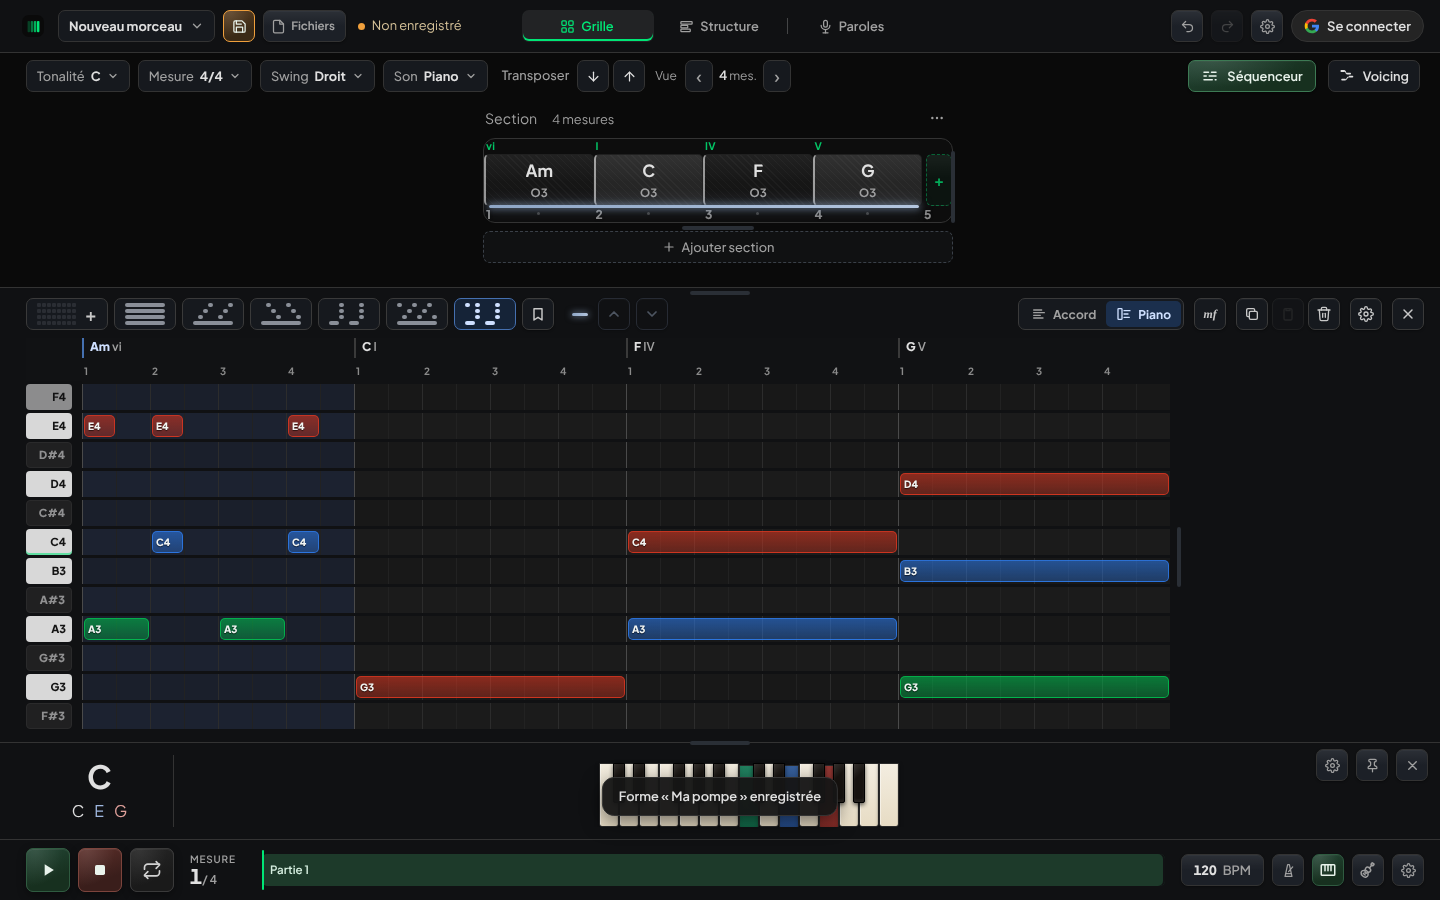 Nouveau morceau Fichiers Non enregistré Grille Structure Paroles Se connecter
Tonalité C Mesure 4/4 Swing Droit Son Piano Transposer Vue 4 mes. Séquenceur Voicing
Section 4 mesures
vi I IV V
Am C F G
O3 O3 O3 O3 +
1 2 3 4 5
+ Ajouter section
+ Accord Piano mf
Am vi C I F IV G V
1 2 3 4 1 2 3 4 1 2 3 4 1 2 3 4
F4
E4 E4 E4 E4
D#4
D4 D4
C#4
C4 C4 C4 C4
B3 B3
A#3
A3 A3 A3 A3
G#3
G3 G3 G3
F#3
C
C E G
Forme « Ma pompe » enregistrée
MESURE
1/4
Partie 1
120 BPM